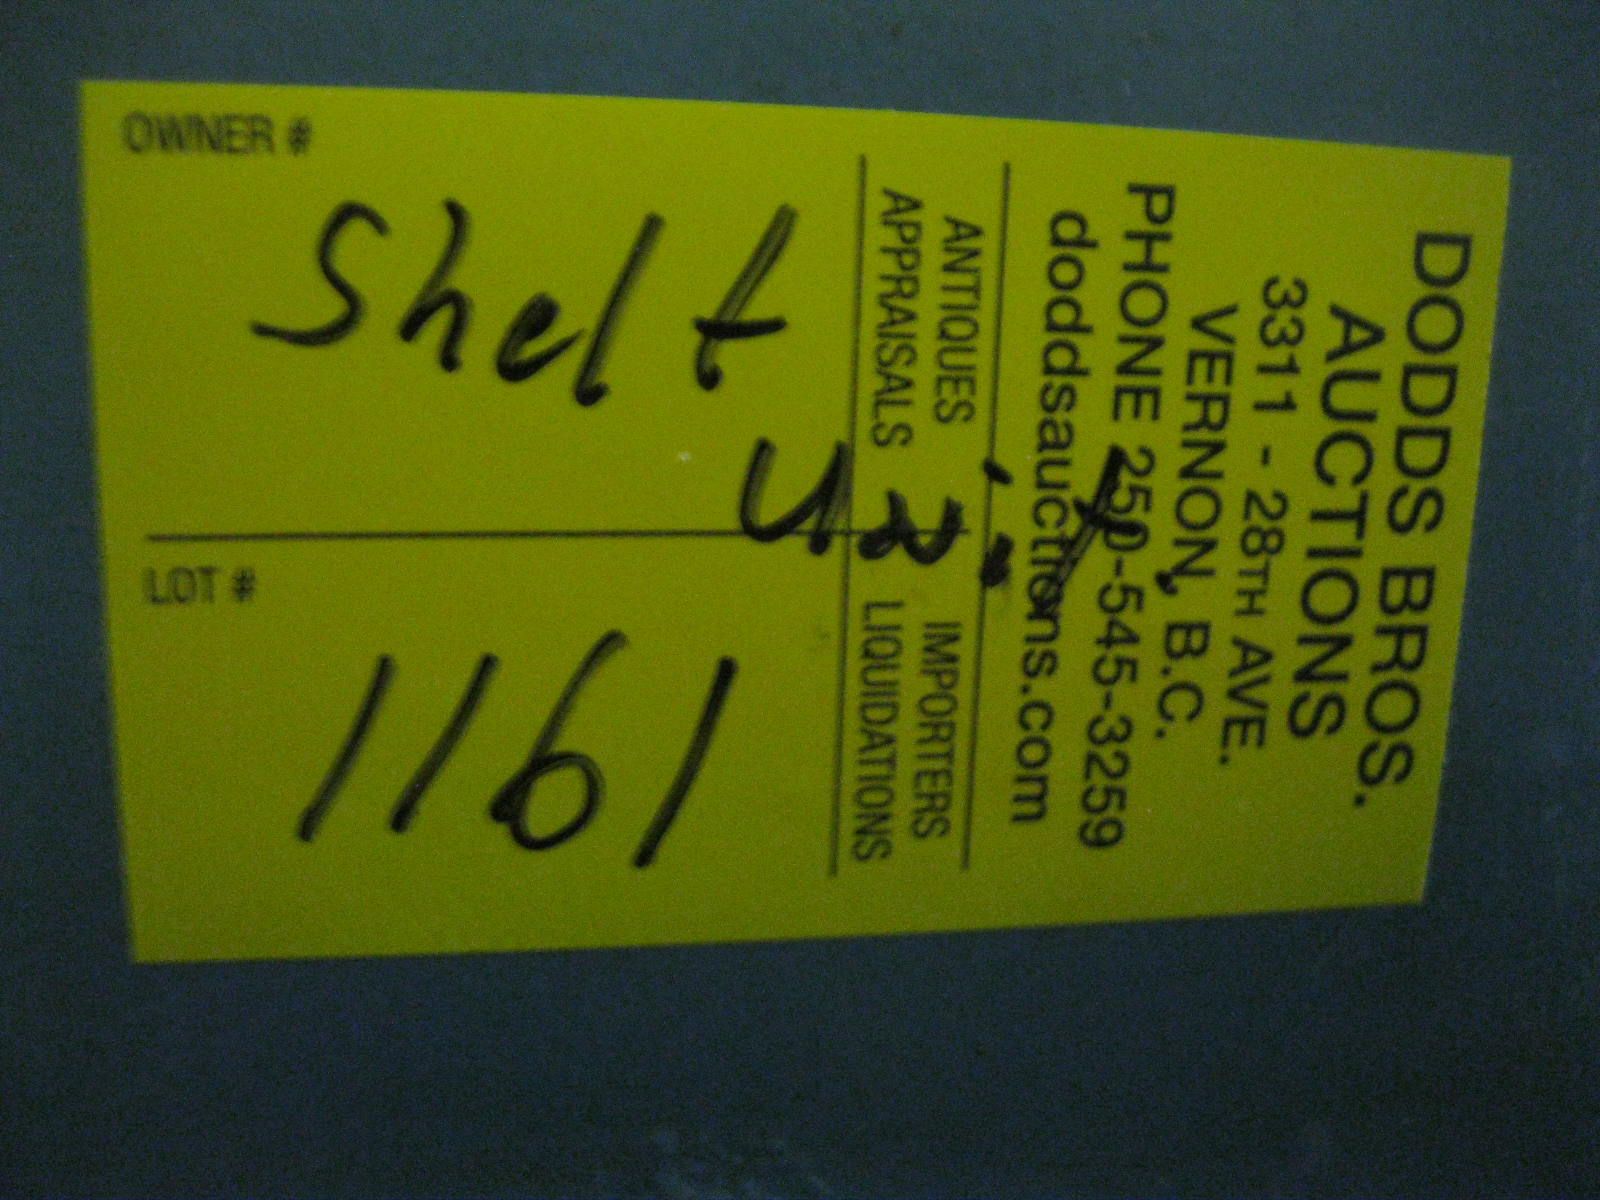 DODDS BROS.
AUCTIONS
3311 - 28TH AVE.
VERNON, B.C.
PHONE 250-545-3259
doddsauctions.com
ANTIQUES IMPORTERS
APPRAISALS LIQUIDATIONS
OWNER #
Shelf
Unit
LOT #
1161